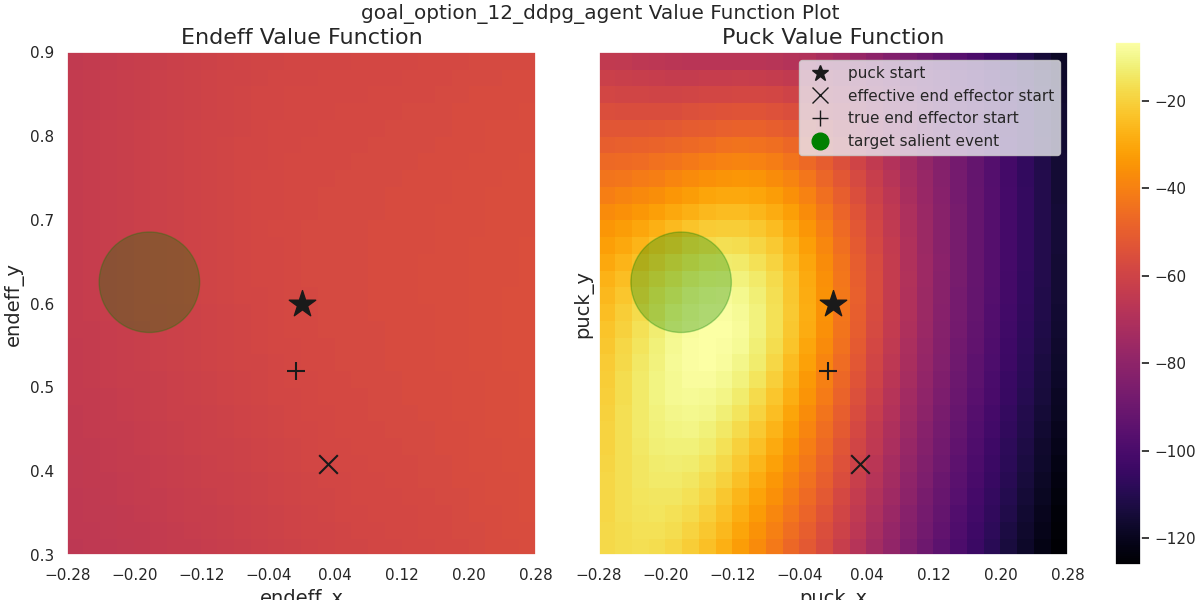 goal_option_12_ddpg_agent Value Function Plot
Endeff Value Function
Puck Value Function
0.9
0.8
0.7
0.6
0.5
0.4
0.3
endeff_y
−0.28 −0.20 −0.12 −0.04 0.04 0.12 0.20 0.28
endeff_x
puck_y
puck start
effective end effector start
true end effector start
target salient event
−0.28 −0.20 −0.12 −0.04 0.04 0.12 0.20 0.28
puck_x
−20
−40
−60
−80
−100
−120